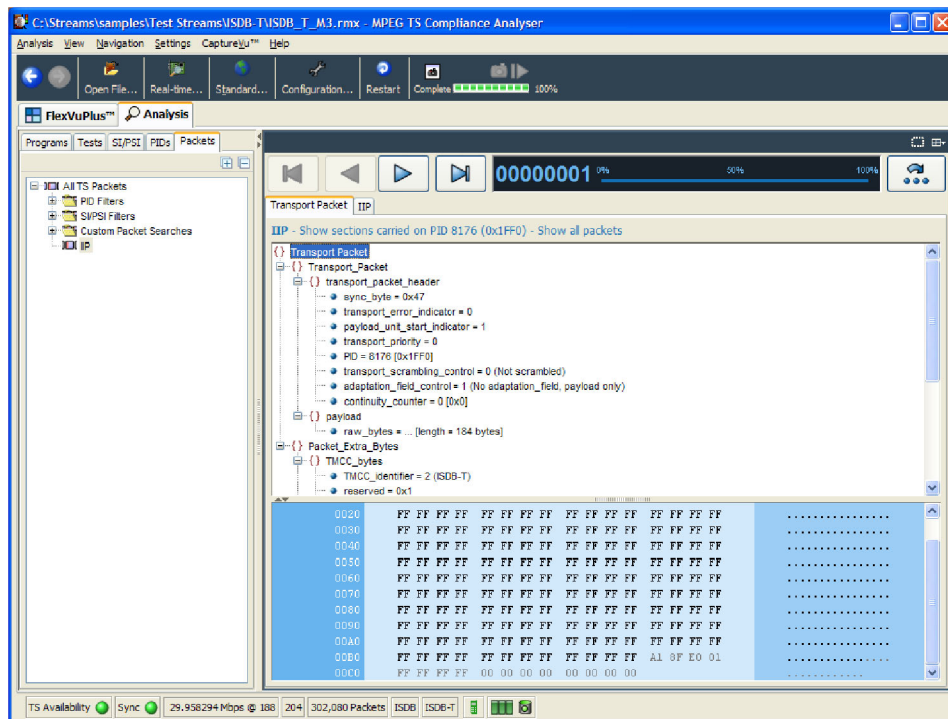 C:\Streams\samples\Test Streams\ISDB-T\ISDB_T_M3.rmx - MPEG TS Compliance Analyser
Analysis View Navigation Settings CaptureVu™ Help
Open File... Real-time... Standard... Configuration... Restart Complete 100%
FlexVuPlus™ Analysis
Programs Tests SI/PSI PIDs Packets
All TS Packets
PID Filters
SI/PSI Filters
Custom Packet Searches
IIP
00000001 0% 50% 100%
Transport Packet IIP
IIP - Show sections carried on PID 8176 (0x1FF0) - Show all packets
{} Transport Packet
{} Transport_Packet
{} transport_packet_header
sync_byte = 0x47
transport_error_indicator = 0
payload_unit_start_indicator = 1
transport_priority = 0
PID = 8176 [0x1FF0]
transport_scrambling_control = 0 (Not scrambled)
adaptation_field_control = 1 (No adaptation_field, payload only)
continuity_counter = 0 [0x0]
{} payload
raw_bytes = ... [length = 184 bytes]
{} Packet_Extra_Bytes
{} TMCC_bytes
TMCC_identifier = 2 (ISDB-T)
reserved = 0x1
0020 FF FF FF FF FF FF FF FF FF FF FF FF FF FF FF FF ................
0030 FF FF FF FF FF FF FF FF FF FF FF FF FF FF FF FF ................
0040 FF FF FF FF FF FF FF FF FF FF FF FF FF FF FF FF ................
0050 FF FF FF FF FF FF FF FF FF FF FF FF FF FF FF FF ................
0060 FF FF FF FF FF FF FF FF FF FF FF FF FF FF FF FF ................
0070 FF FF FF FF FF FF FF FF FF FF FF FF FF FF FF FF ................
0080 FF FF FF FF FF FF FF FF FF FF FF FF FF FF FF FF ................
0090 FF FF FF FF FF FF FF FF FF FF FF FF FF FF FF FF ................
00A0 FF FF FF FF FF FF FF FF FF FF FF FF FF FF FF FF ................
00B0 FF FF FF FF FF FF FF FF FF FF FF FF A1 8F E0 01 ................
00C0 FF FF FF FF 00 00 00 00 00 00 00 00 ............
TS Availability Sync 29.958294 Mbps @ 188 204 302,080 Packets ISDB ISDB-T